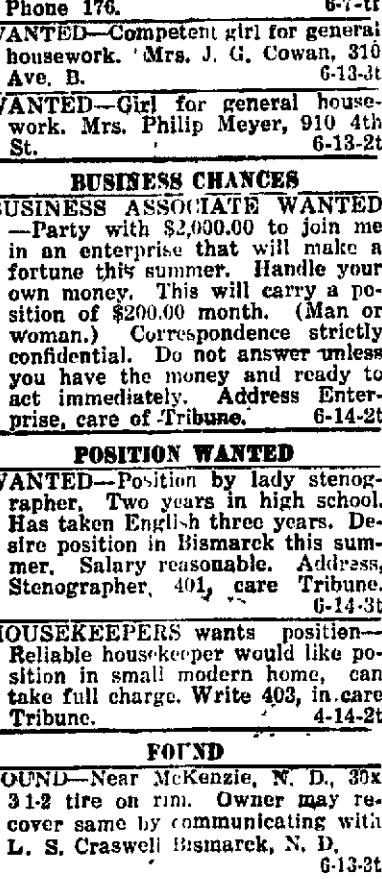 Phone 176. 6-7-tf
WANTED—Competent girl for general
housework. Mrs. J. G. Cowan, 310
Ave. B. 6-13-3t
WANTED—Girl for general house-
work. Mrs. Philip Meyer, 910 4th
St. 6-13-2t
BUSINESS CHANCES
BUSINESS ASSOCIATE WANTED
—Party with $2,000.00 to join me
in an enterprise that will make a
fortune this summer. Handle your
own money. This will carry a po-
sition of $200.00 month. (Man or
woman.) Correspondence strictly
confidential. Do not answer unless
you have the money and ready to
act immediately. Address Enter-
prise, care of Tribune. 6-14-2t
POSITION WANTED
WANTED—Position by lady stenog-
rapher. Two years in high school.
Has taken English three years. De-
sire position in Bismarck this sum-
mer. Salary reasonable. Address,
Stenographer, 401, care Tribune.
6-14-3t
HOUSEKEEPERS wants position—
Reliable housekeeper would like po-
sition in small modern home, can
take full charge. Write 403, in care
Tribune. 4-14-2t
FOUND
FOUND—Near McKenzie, N. D., 30x
3 1-2 tire on rim. Owner may re-
cover same by communicating with
L. S. Craswell Bismarck, N. D.
6-13-3t